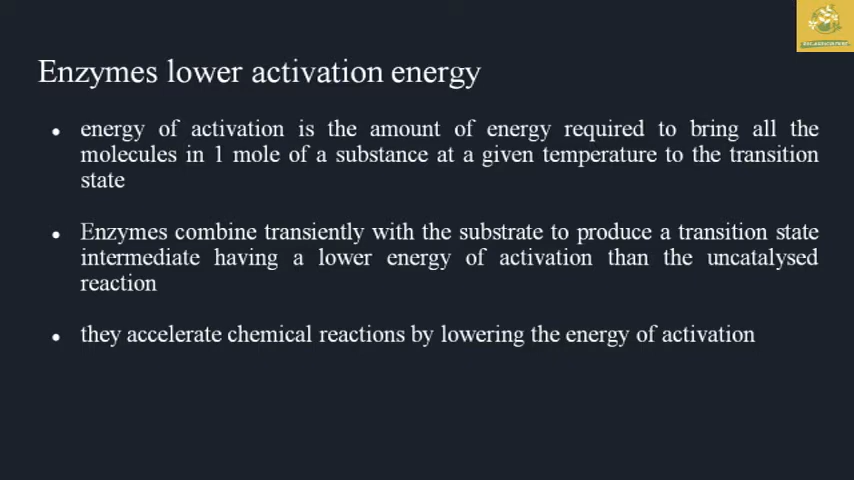 Enzymes lower activation energy
● energy of activation is the amount of energy required to bring all the
molecules in 1 mole of a substance at a given temperature to the transition
state
● Enzymes combine transiently with the substrate to produce a transition state
intermediate having a lower energy of activation than the uncatalysed
reaction
● they accelerate chemical reactions by lowering the energy of activation